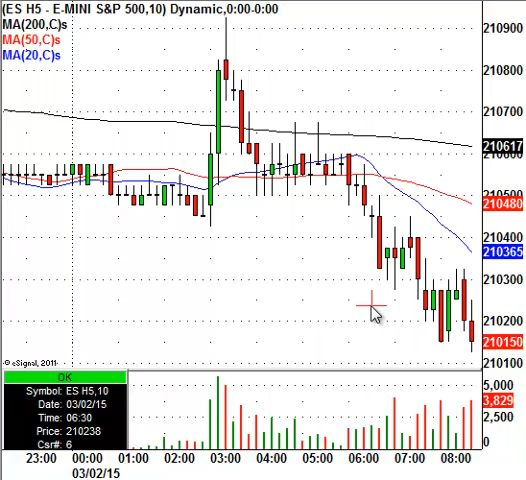 (ES H5 - E-MINI S&P 500,10) Dynamic,0:00-0:00
MA(200,C)s
MA(50,C)s
MA(20,C)s
210900
210800
210700
210617
210600
210500
210480
210400
210365
210300
210200
210150
210100
© eSignal, 2011
OK
Symbol: ES H5,10
Date: 03/02/15
Time: 06:30
Price: 210238
Csr#: 6
5,000
3,829
2,500
0
23:00 00:00 01:00 02:00 03:00 04:00 05:00 06:00 07:00 08:00
03/02/15